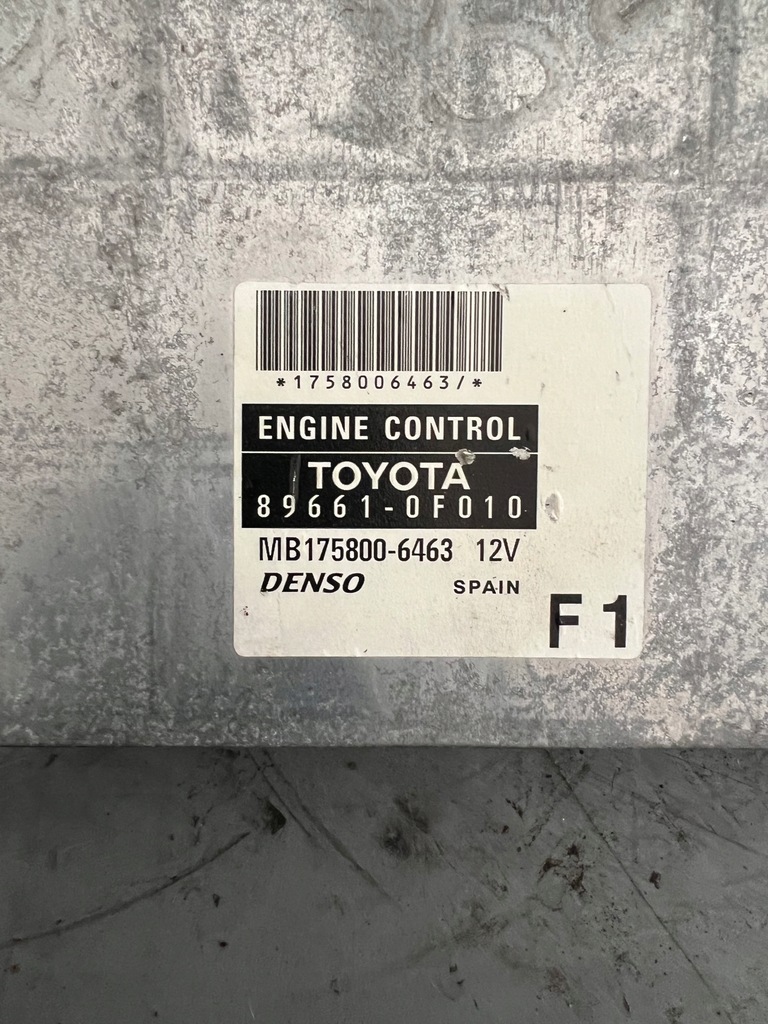 *1758006463/*
ENGINE CONTROL
TOYOTA
89661-0F010
MB175800-6463 12V
DENSO SPAIN
F1